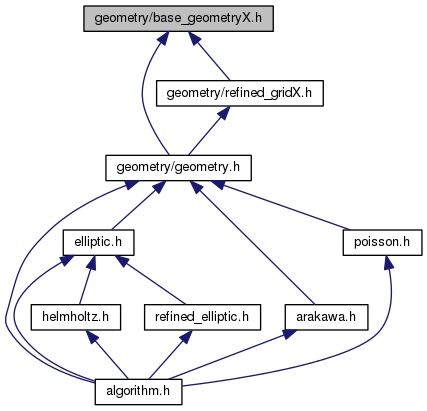 geometry/base_geometryX.h
geometry/refined_gridX.h
geometry/geometry.h
elliptic.h
poisson.h
helmholtz.h
refined_elliptic.h
arakawa.h
algorithm.h